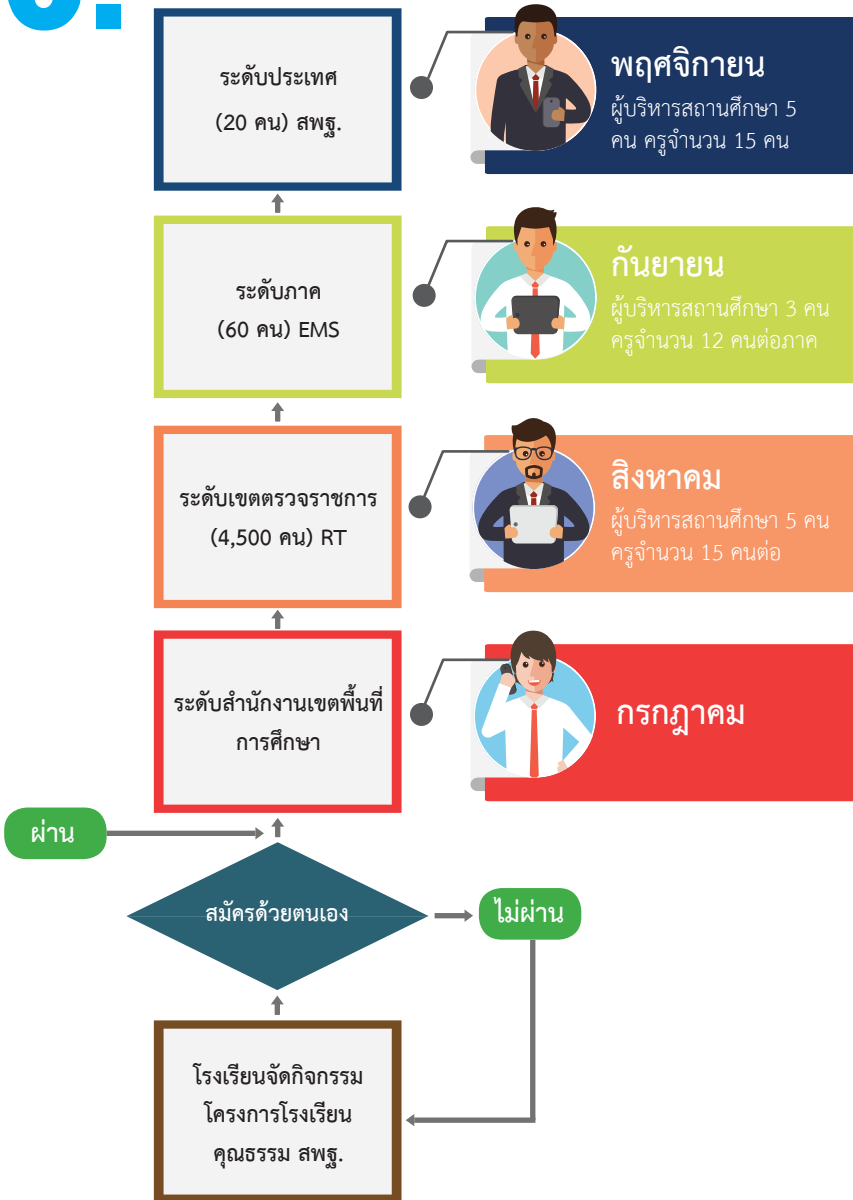 ระดับประเทศ
(20 คน) สพฐ.
พฤศจิกายน
ผู้บริหารสถานศึกษา 5
คน ครูจำนวน 15 คน
ระดับภาค
(60 คน) EMS
กันยายน
ผู้บริหารสถานศึกษา 3 คน
ครูจำนวน 12 คนต่อภาค
ระดับเขตตรวจราชการ
(4,500 คน) RT
สิงหาคม
ผู้บริหารสถานศึกษา 5 คน
ครูจำนวน 15 คนต่อ
ระดับสำนักงานเขตพื้นที่
การศึกษา
กรกฎาคม
ผ่าน
สมัครด้วยตนเอง
ไม่ผ่าน
โรงเรียนจัดกิจกรรม
โครงการโรงเรียน
คุณธรรม สพฐ.